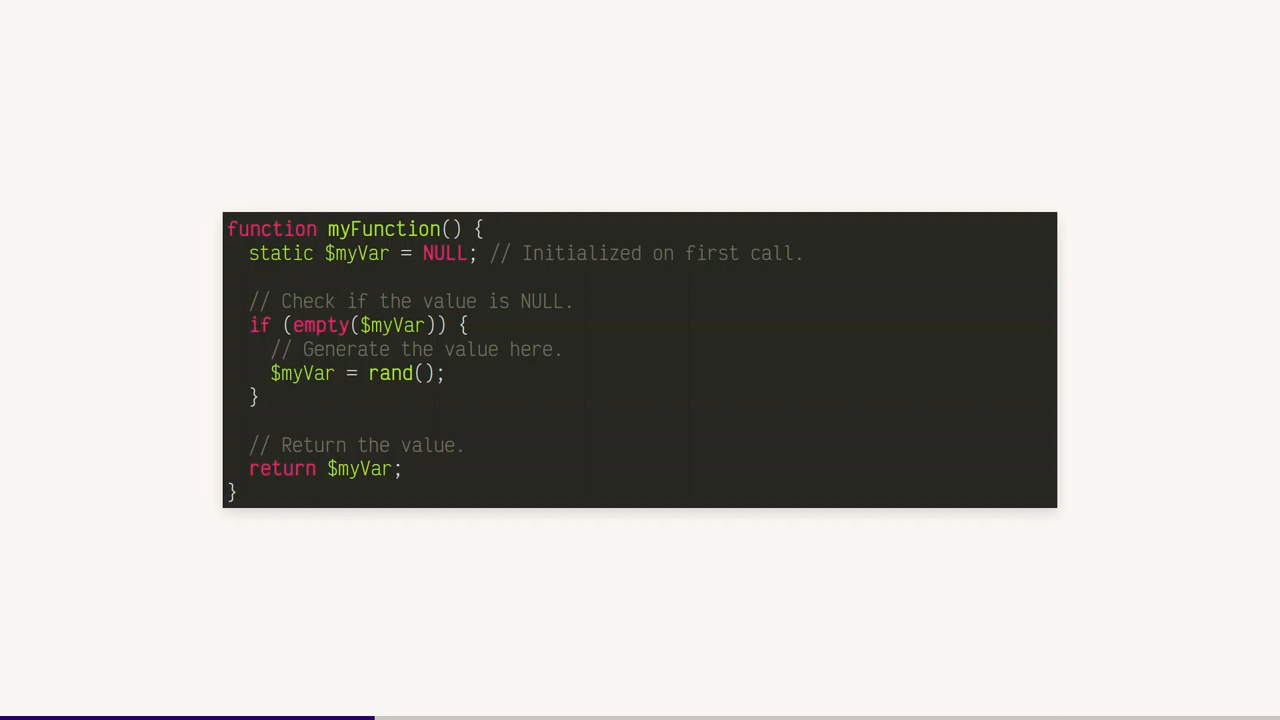 function myFunction() {
  static $myVar = NULL; // Initialized on first call.
  // Check if the value is NULL.
  if (empty($myVar)) {
    // Generate the value here.
    $myVar = rand();
  }
  // Return the value.
  return $myVar;
}